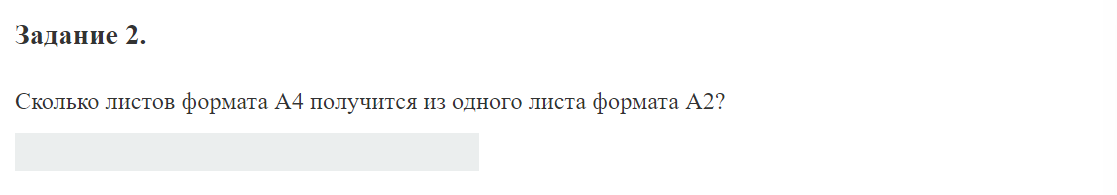 Задание 2.
Сколько листов формата А4 получится из одного листа формата А2?